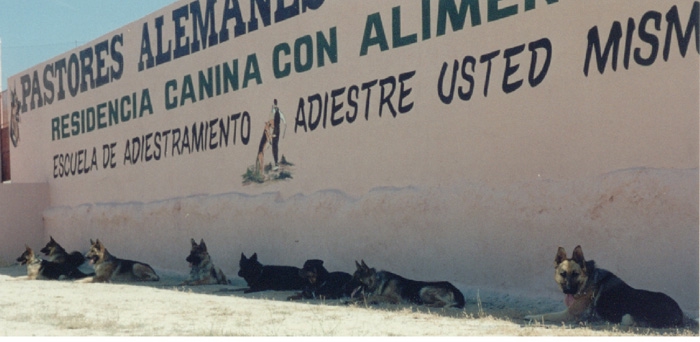 PASTORES ALEMANES
RESIDENCIA CANINA CON ALIMEN
ESCUELA DE ADIESTRAMIENTO ADIESTRE USTED MISM